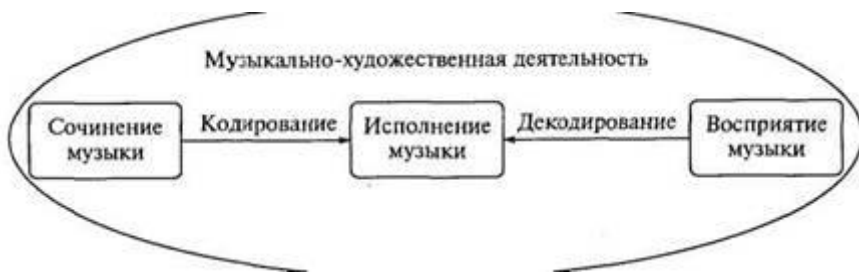 Музыкально-художественная деятельность
Сочинение
музыки
Кодирование
Исполнение
музыки
Декодирование
Восприятие
музыки